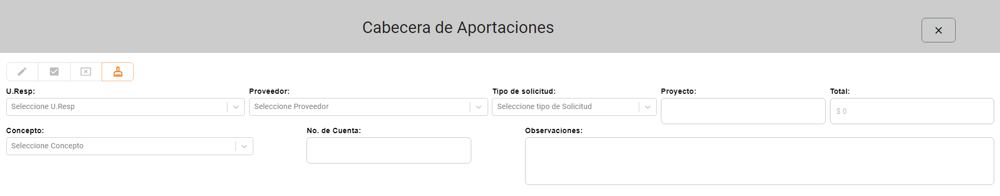 Cabecera de Aportaciones
U.Resp: Proveedor: Tipo de solicitud: Proyecto: Total:
Seleccione U.Resp Seleccione Proveedor Seleccione tipo de Solicitud $ 0
Concepto: No. de Cuenta: Observaciones:
Seleccione Concepto